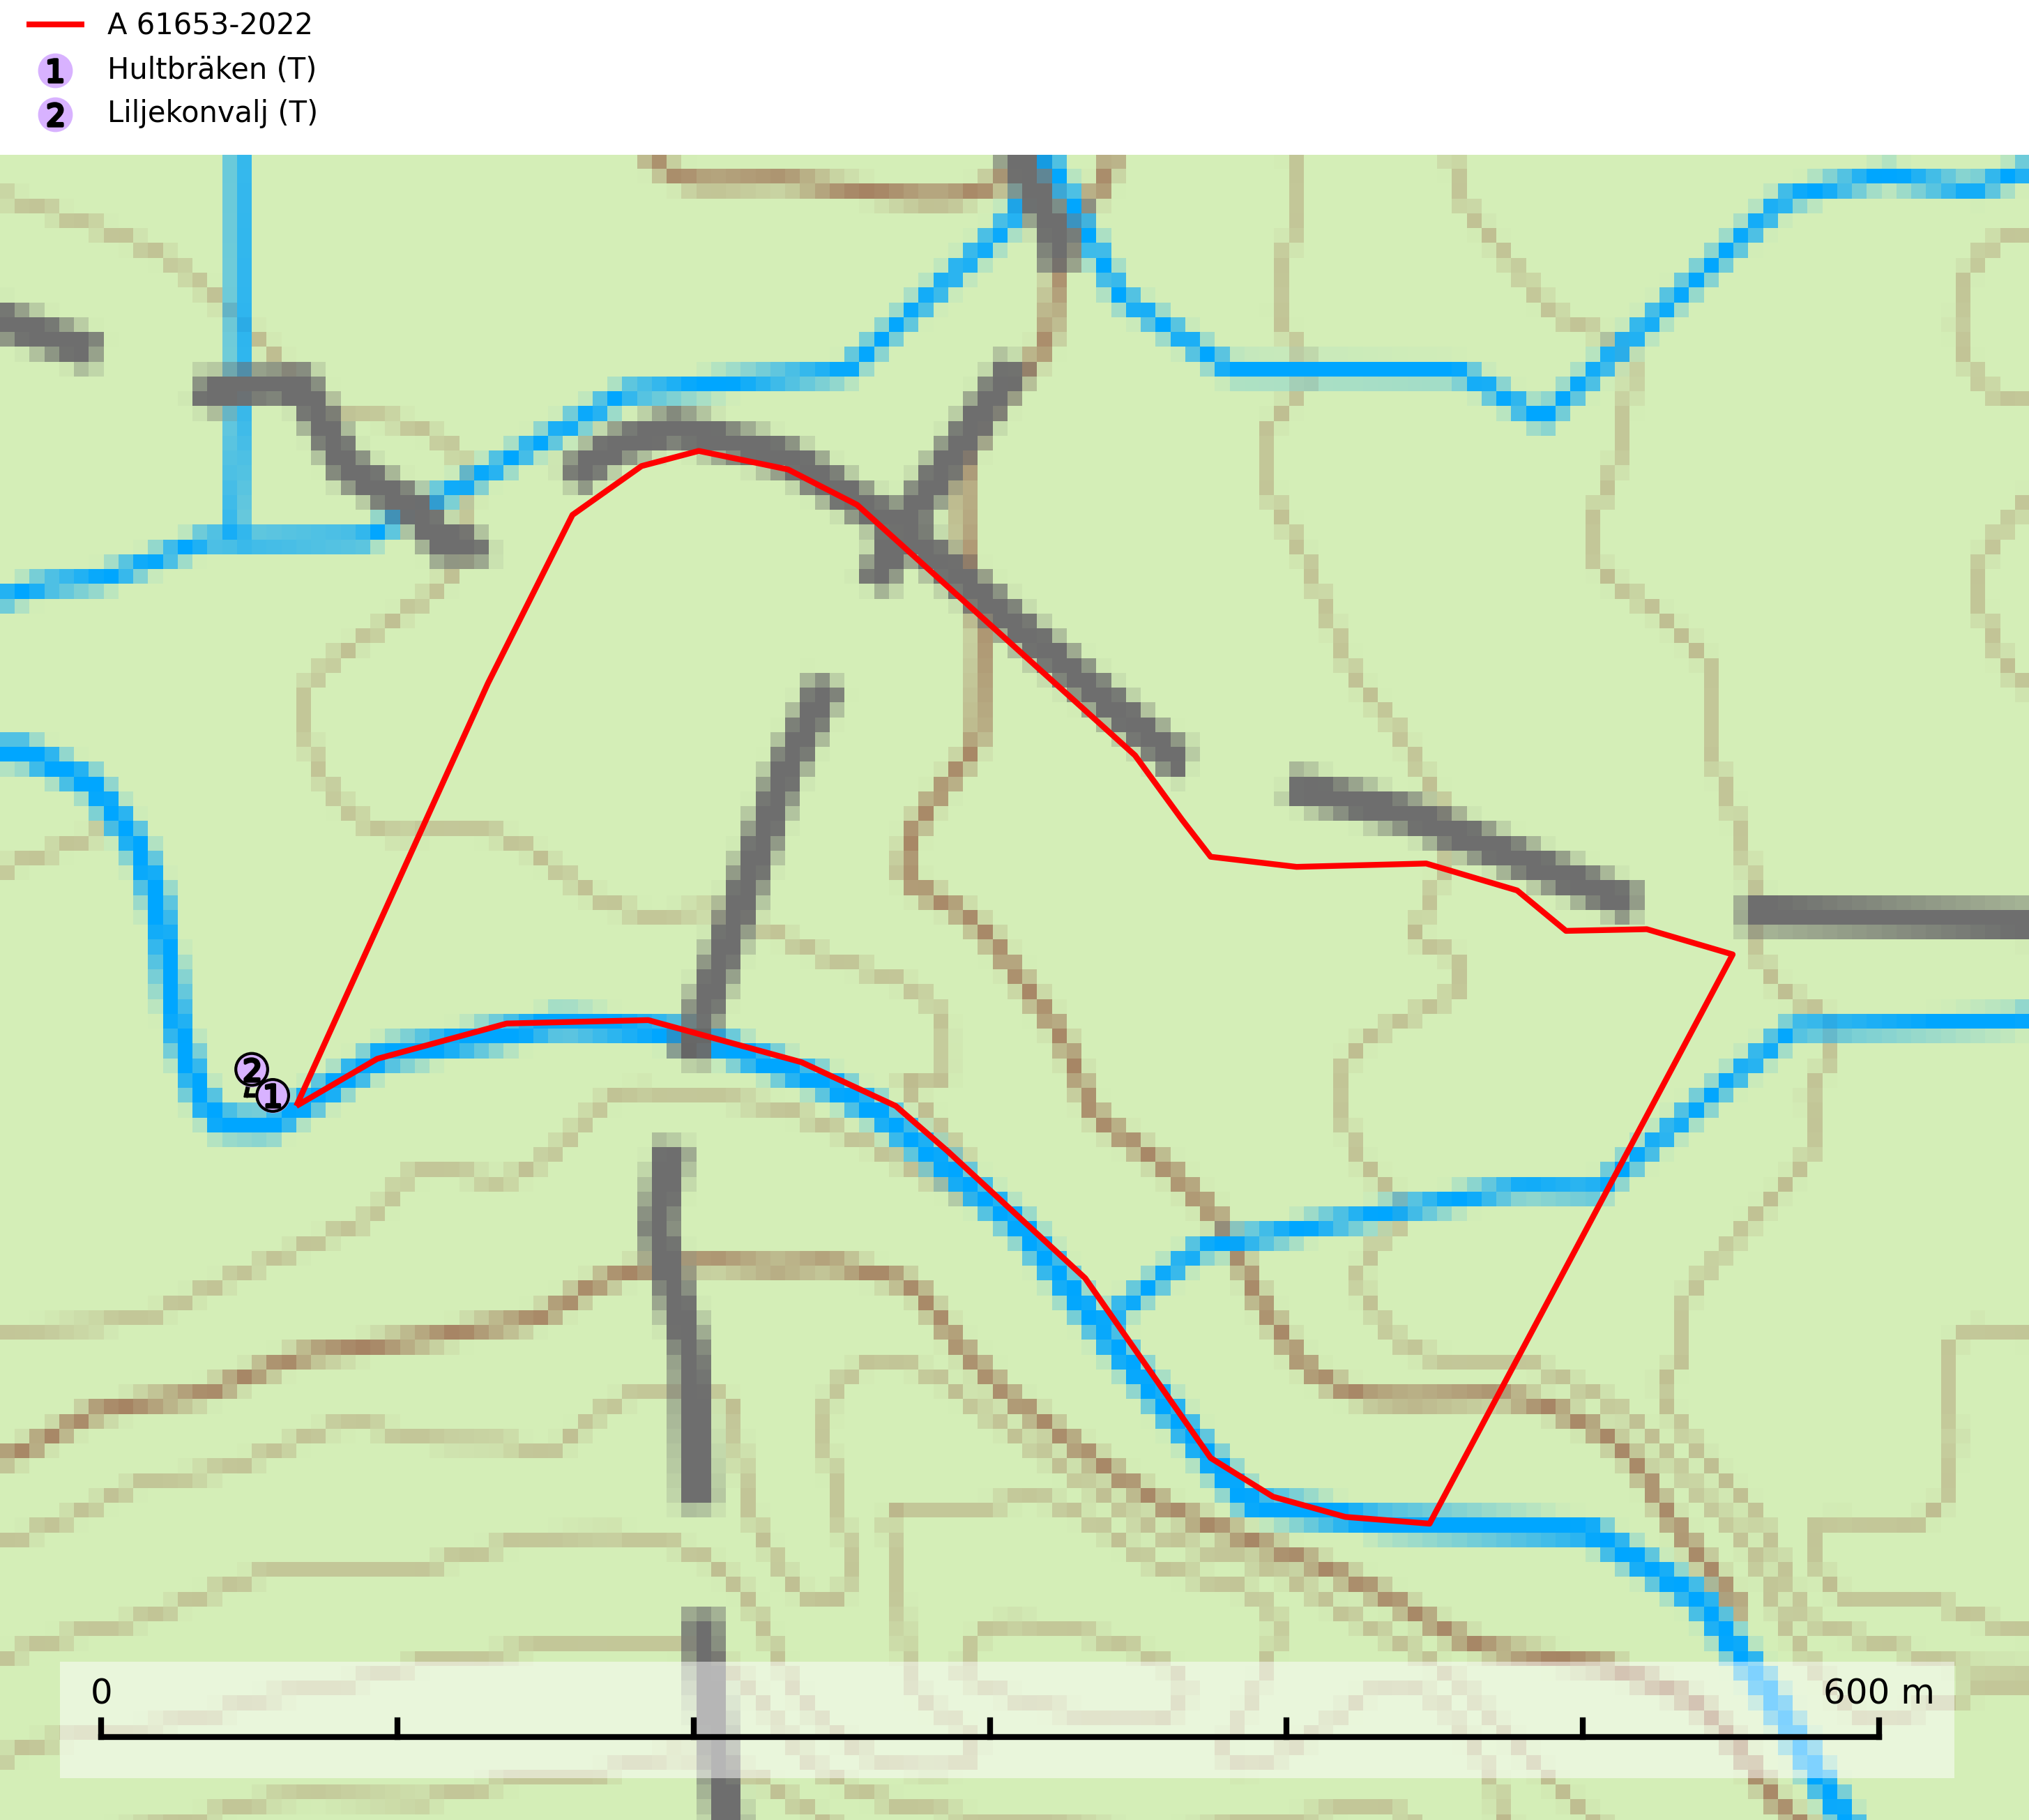 A 61653-2022
1 Hultbräken (T)
2 Liljekonvalj (T)
2
1
0
600 m